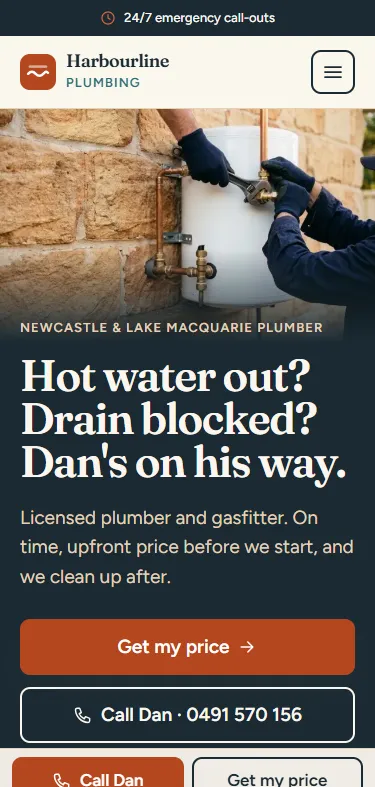 24/7 emergency call-outs
Harbourline
PLUMBING
NEWCASTLE & LAKE MACQUARIE PLUMBER
Hot water out?
Drain blocked?
Dan's on his way.
Licensed plumber and gasfitter. On
time, upfront price before we start, and
we clean up after.
Get my price →
Call Dan · 0491 570 156
Call Dan
Get my price